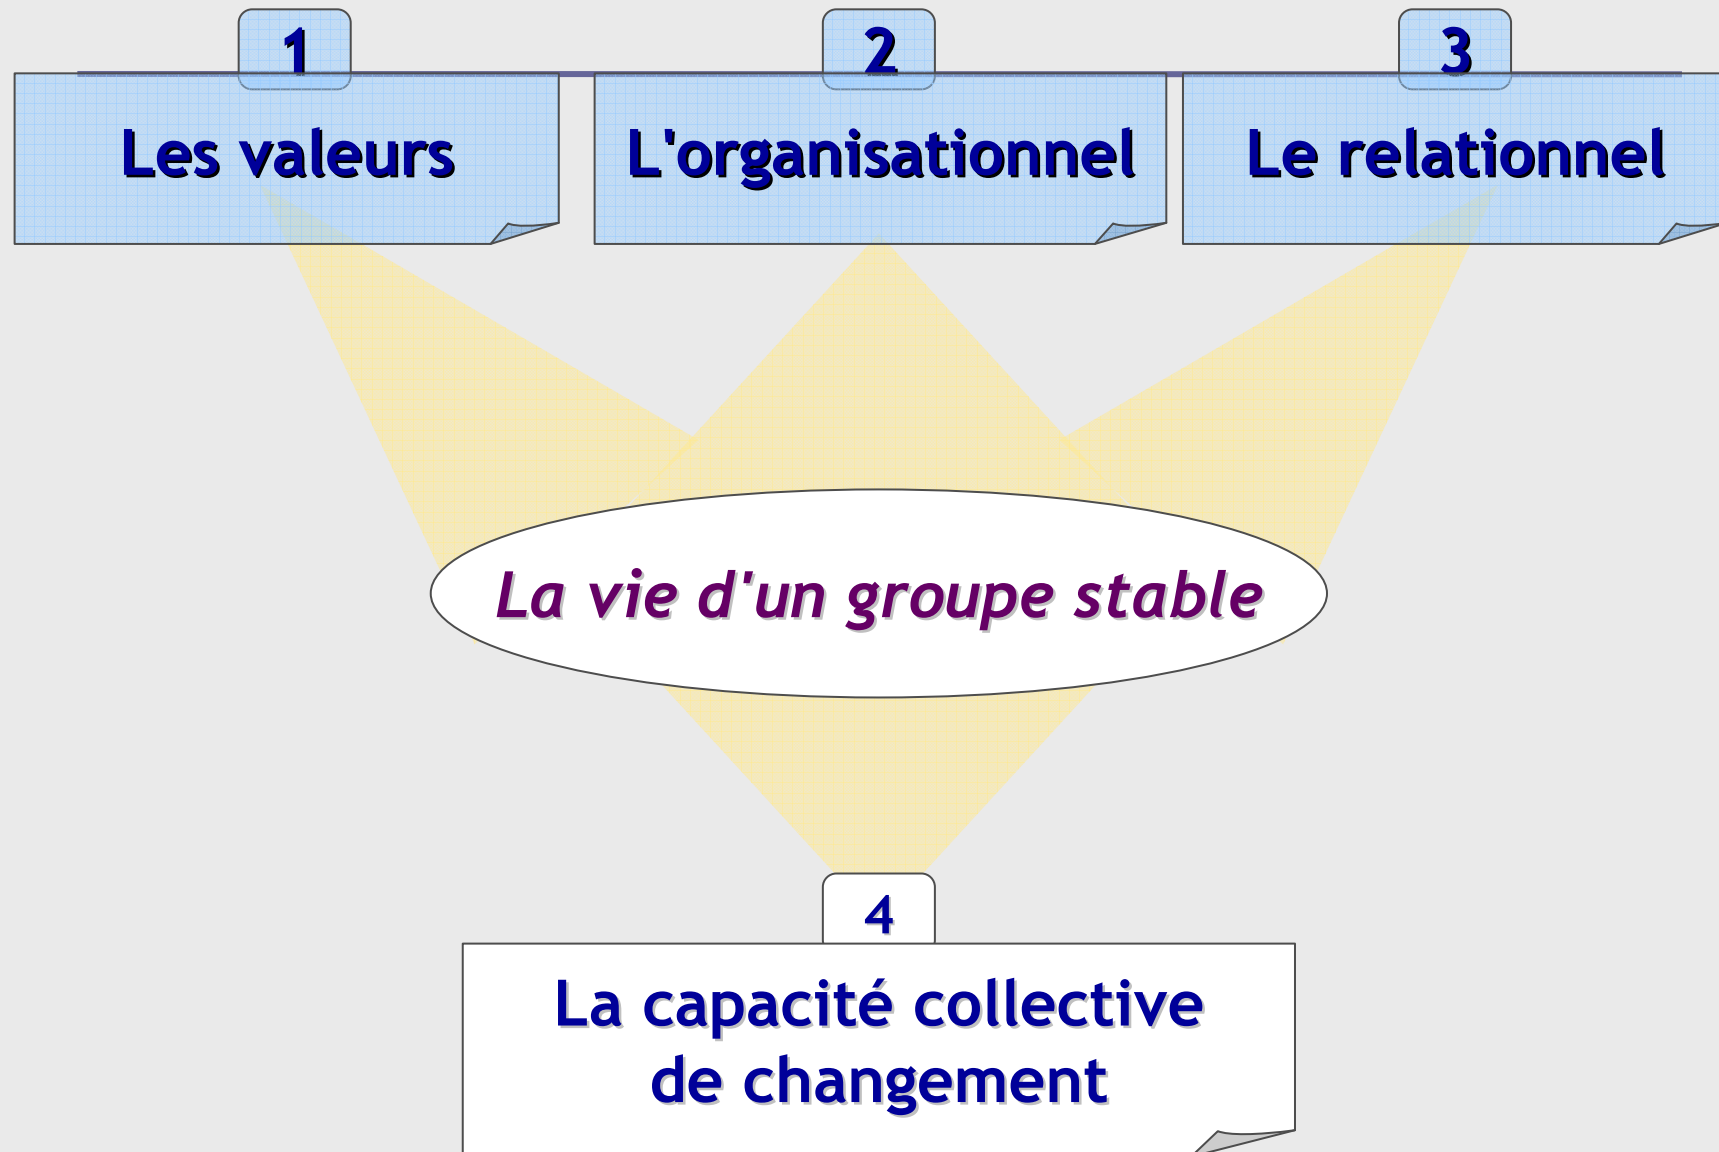 1
2
3
Les valeurs
L'organisationnel
Le relationnel
La vie d'un groupe stable
4
La capacité collective
de changement